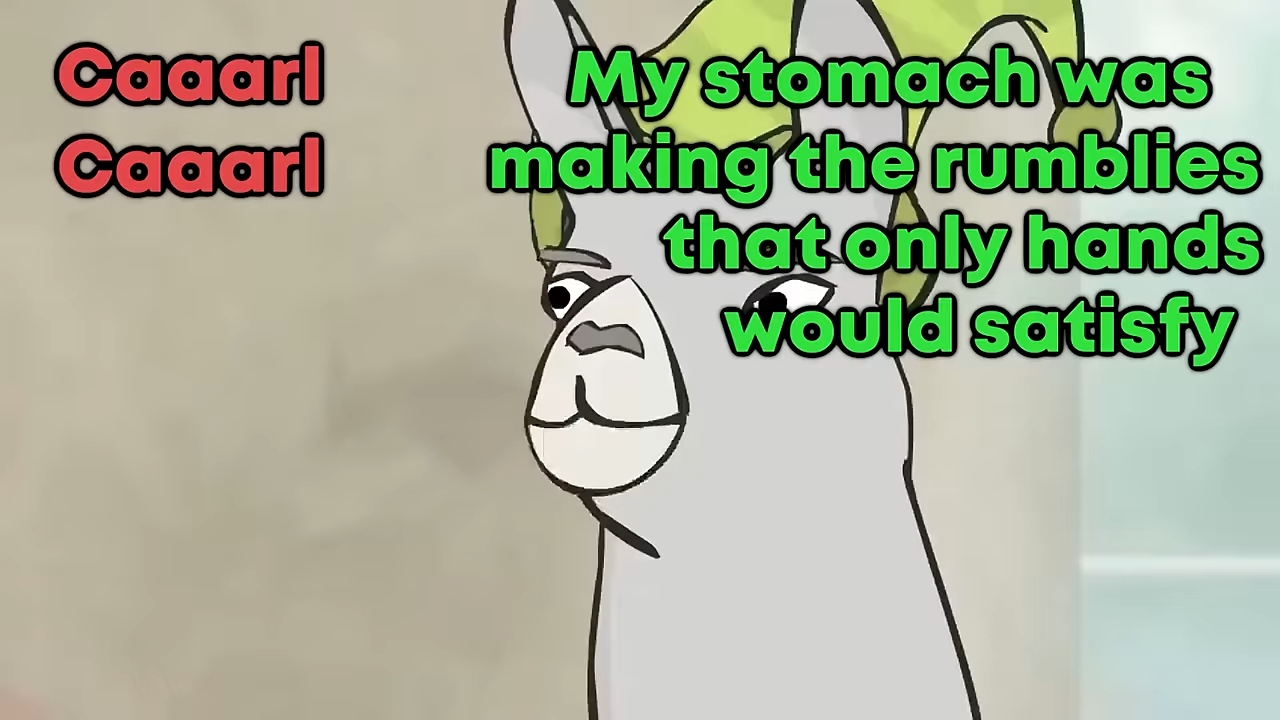 Caaarl
Caaarl
My stomach was
making the rumblies
that only hands
would satisfy